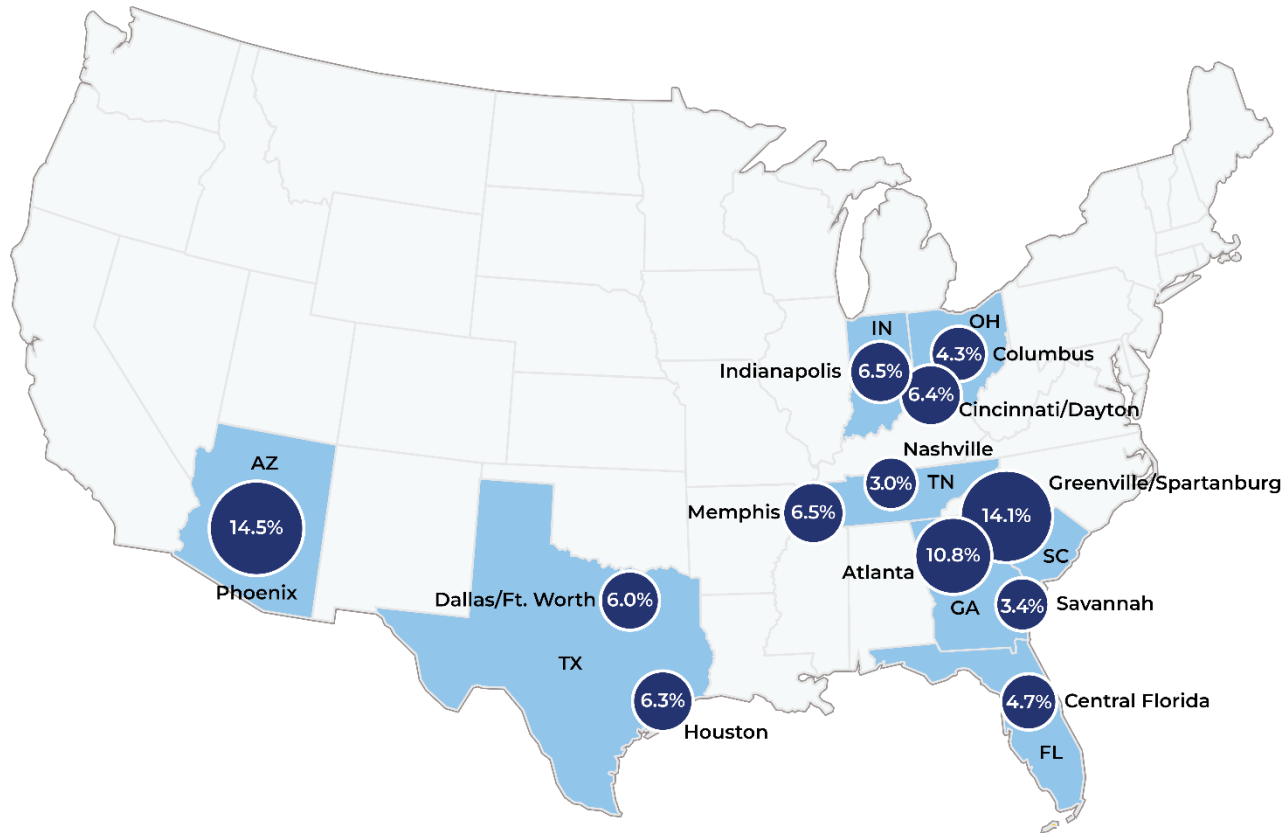 IN
OH
4.3%
Columbus
Indianapolis
6.5%
6.4%
Cincinnati/Dayton
Nashville
AZ
3.0%
TN
Greenville/Spartanburg
14.5%
Memphis
6.5%
14.1%
Atlanta
10.8%
SC
Phoenix
Dallas/Ft. Worth
6.0%
GA
3.4%
Savannah
TX
6.3%
4.7%
Central Florida
Houston
FL